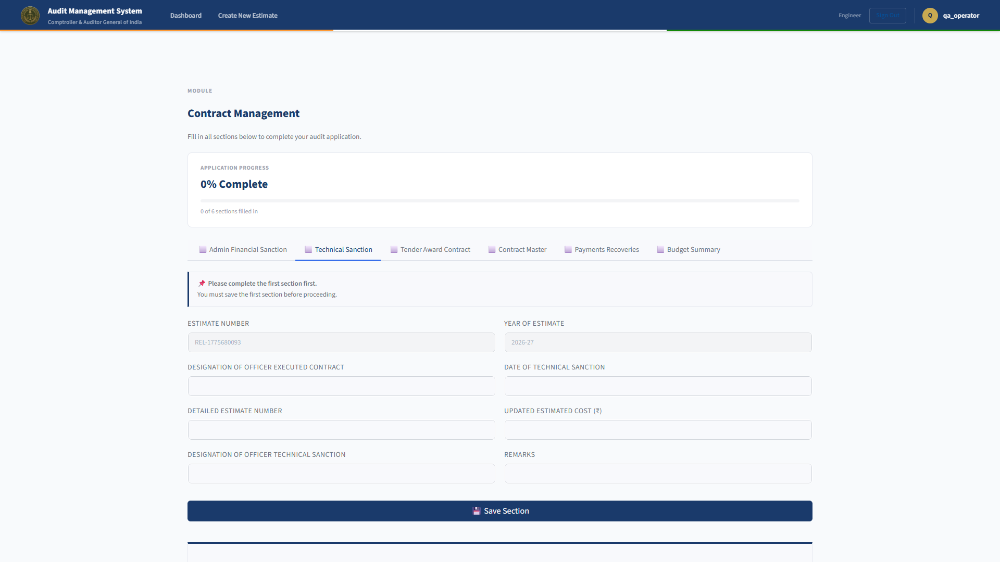 Audit Management System
Comptroller & Auditor General of India
Dashboard
Create New Estimate
Engineer
Sign Out
Q
qa_operator
MODULE
Contract Management
Fill in all sections below to complete your audit application.
APPLICATION PROGRESS
0% Complete
0 of 6 sections filled in
Admin Financial Sanction
Technical Sanction
Tender Award Contract
Contract Master
Payments Recoveries
Budget Summary
Please complete the first section first.
You must save the first section before proceeding.
ESTIMATE NUMBER
YEAR OF ESTIMATE
REL-1775680093
2026-27
DESIGNATION OF OFFICER EXECUTED CONTRACT
DATE OF TECHNICAL SANCTION
DETAILED ESTIMATE NUMBER
UPDATED ESTIMATED COST (₹)
DESIGNATION OF OFFICER TECHNICAL SANCTION
REMARKS
Save Section